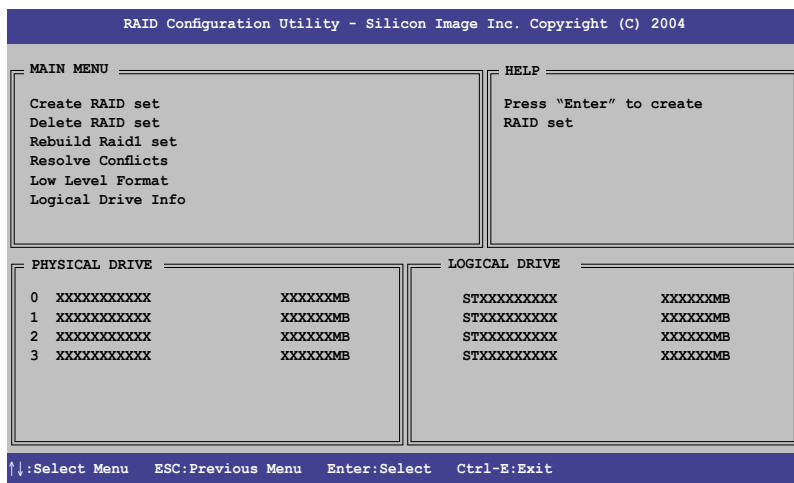 RAID Configuration Utility - Silicon Image Inc. Copyright (C) 2004
MAIN MENU
Create RAID set
Delete RAID set
Rebuild Raid1 set
Resolve Conflicts
Low Level Format
Logical Drive Info
HELP
Press “Enter” to create
RAID set
PHYSICAL DRIVE
0 XXXXXXXXXXX XXXXXXMB
1 XXXXXXXXXXX XXXXXXMB
2 XXXXXXXXXXX XXXXXXMB
3 XXXXXXXXXXX XXXXXXMB
LOGICAL DRIVE
STXXXXXXXXX XXXXXXMB
STXXXXXXXXX XXXXXXMB
STXXXXXXXXX XXXXXXMB
STXXXXXXXXX XXXXXXMB
↑↓:Select Menu ESC:Previous Menu Enter:Select Ctrl-E:Exit